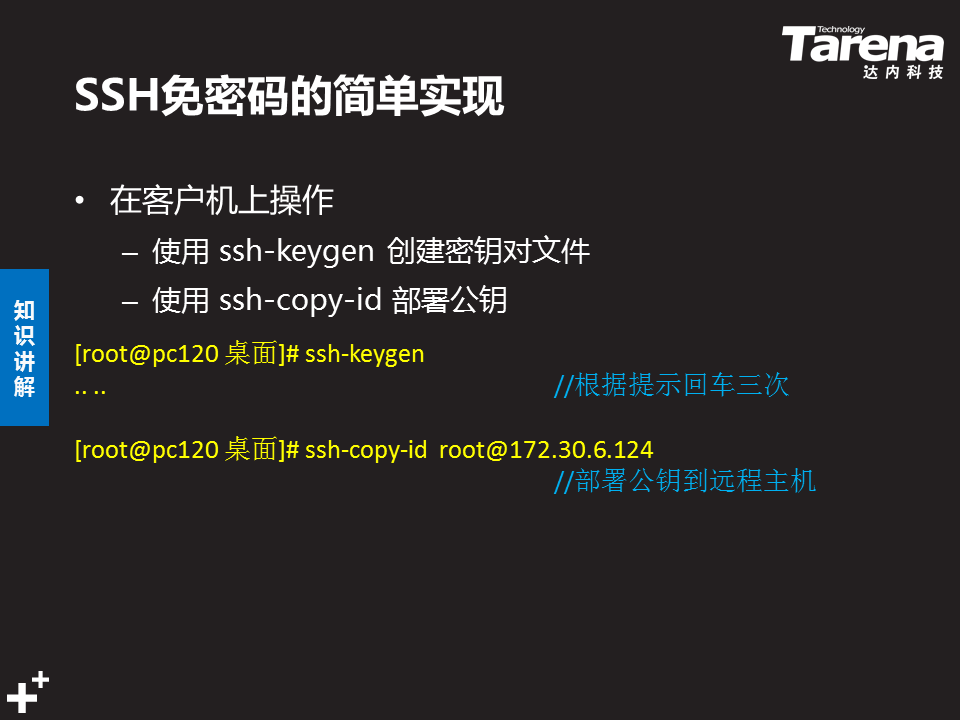 Technology
Tarena
达内科技
SSH免密码的简单实现
• 在客户机上操作
– 使用 ssh-keygen 创建密钥对文件
– 使用 ssh-copy-id 部署公钥
知识讲解
[root@pc120 桌面]# ssh-keygen
.. .. //根据提示回车三次
[root@pc120 桌面]# ssh-copy-id root@172.30.6.124
//部署公钥到远程主机